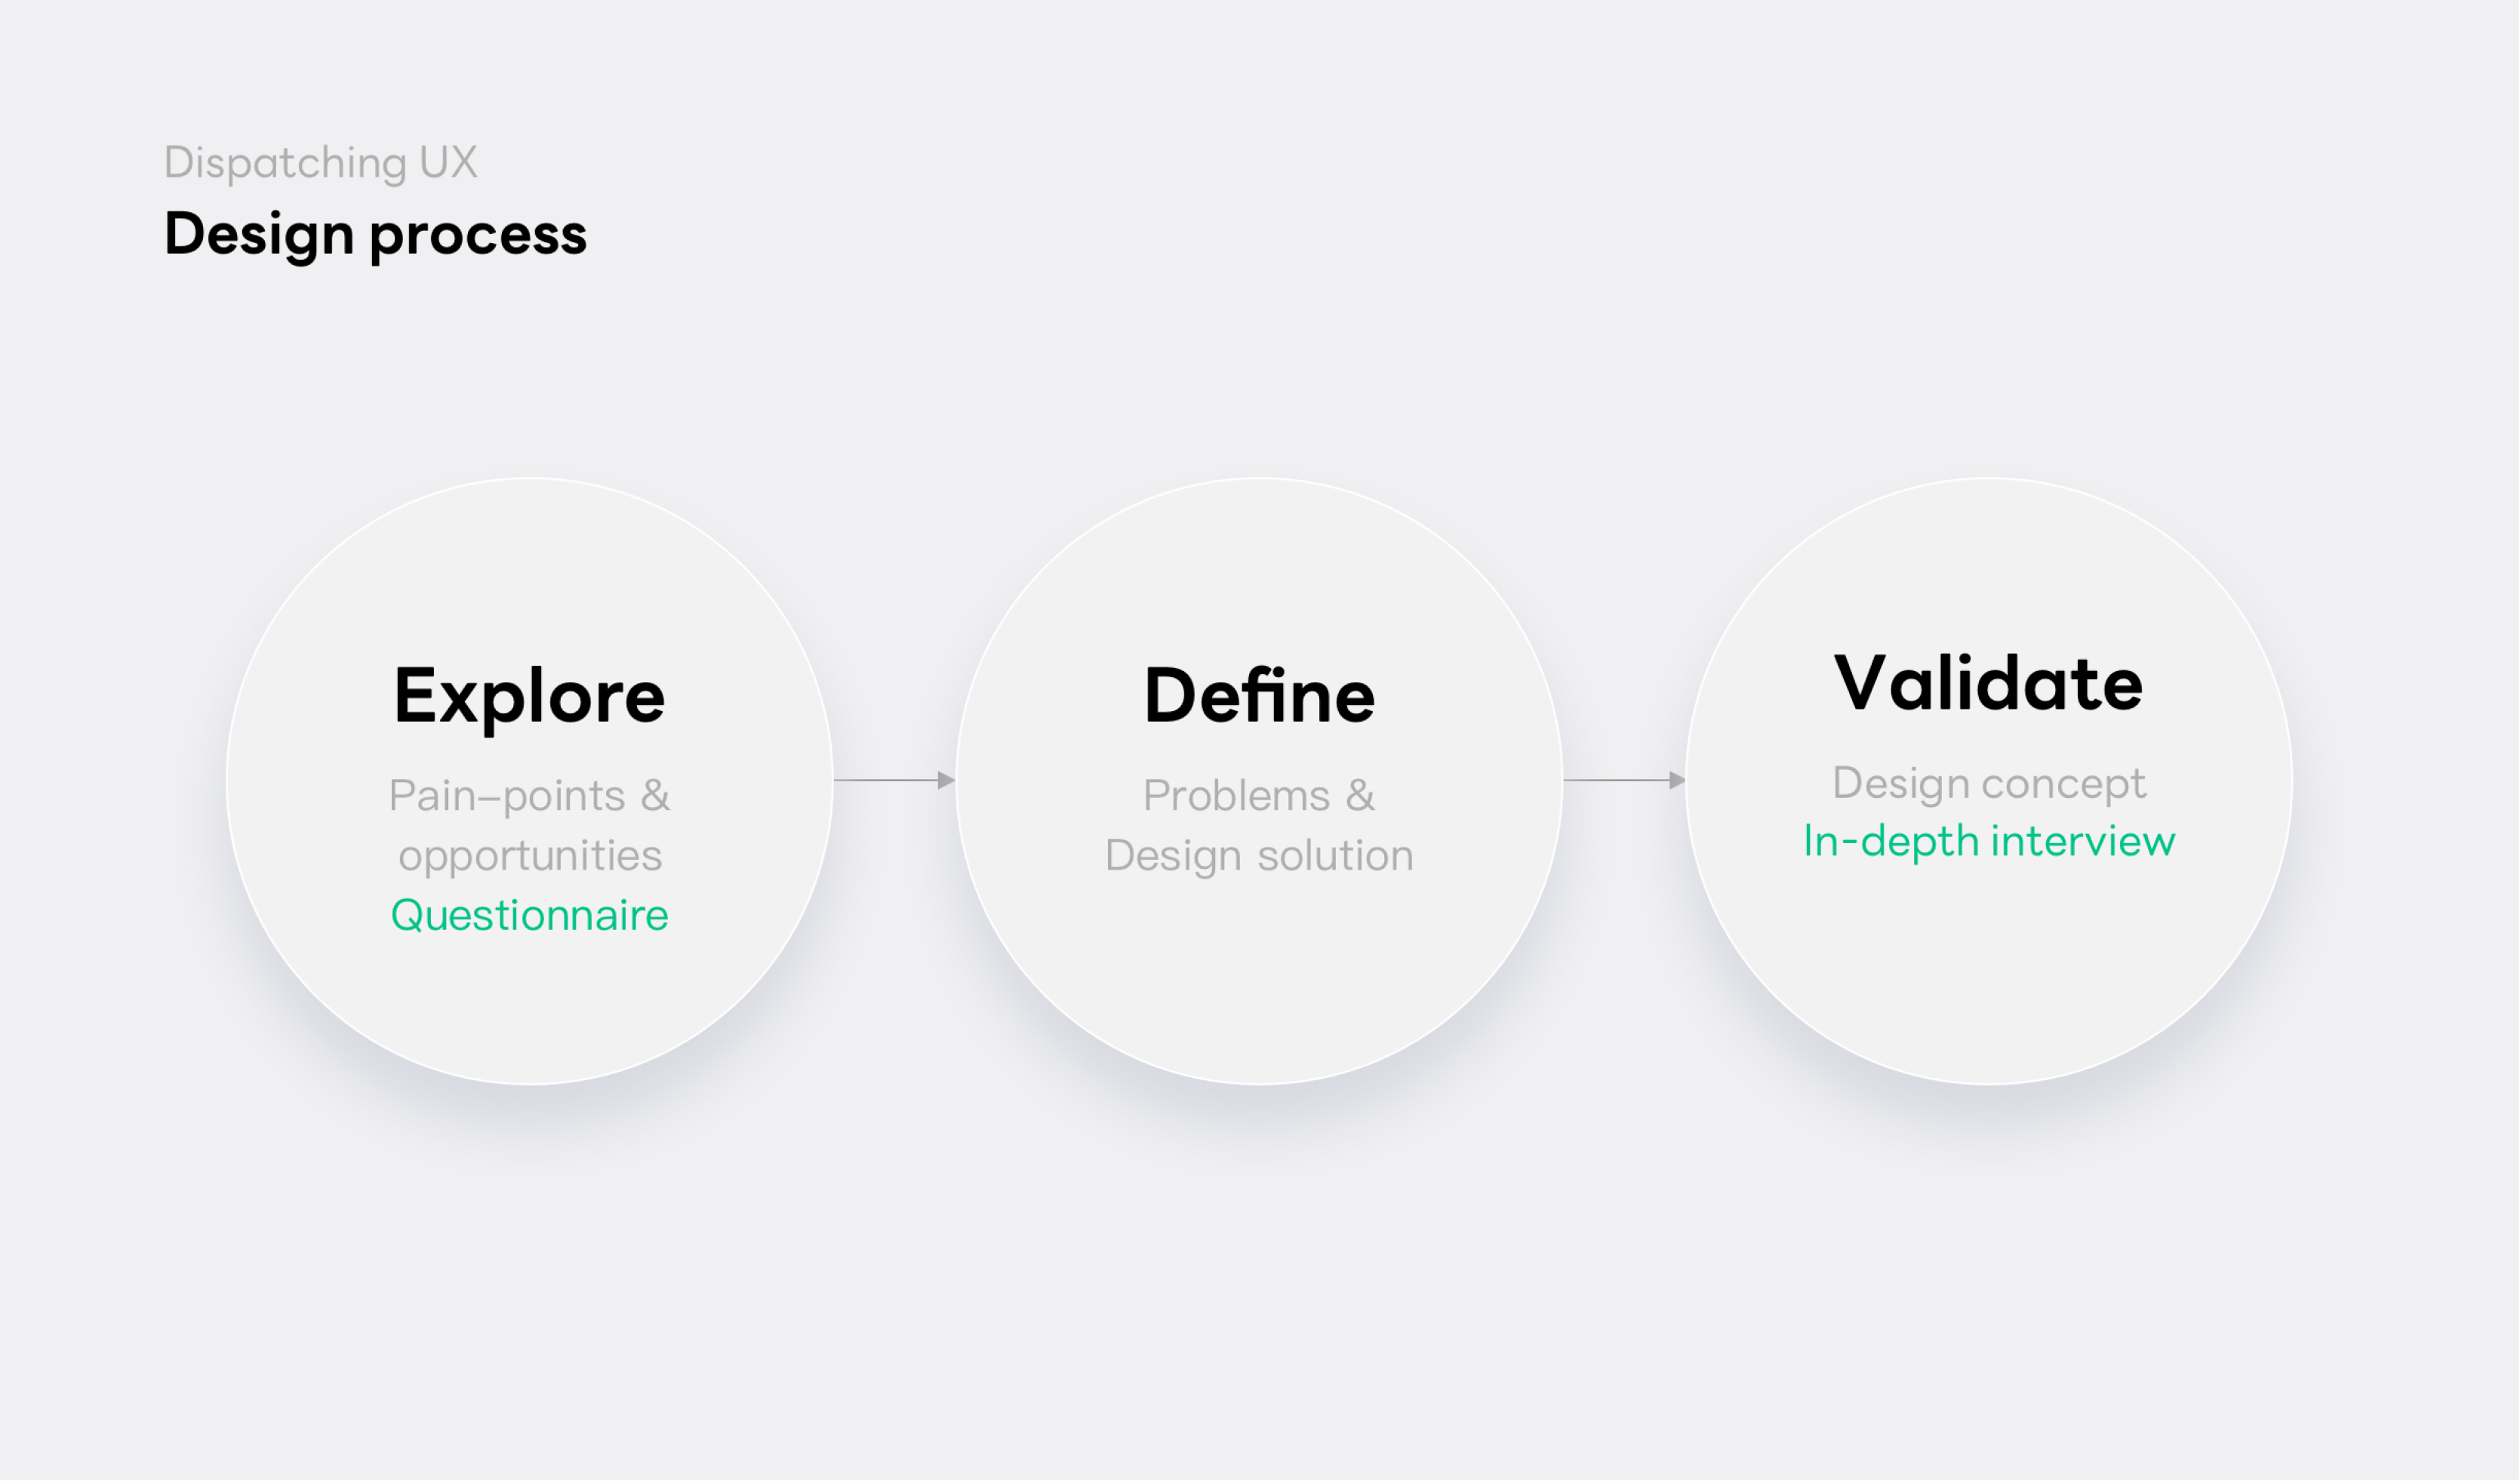 Dispatching UX
Design process
Explore
Pain–points &
opportunities
Questionnaire
Define
Problems &
Design solution
Validate
Design concept
In-depth interview